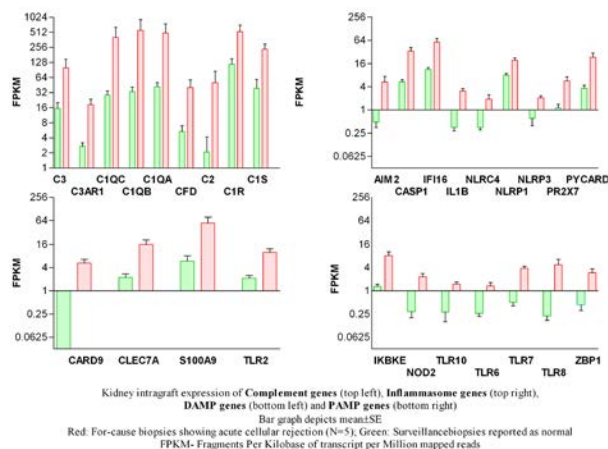 FPKM
1024
512
256
128
64
32
16
8
4
2
1
C3
C1QC
C1QA
C2
C1S
C3AR1
C1QB
CFD
C1R
FPKM
64
16
4
1
0.25
0.0625
AIM2
IFI16
NLRC4
NLRP3
PYCARD
CASP1
IL1B
NLRP1
PR2X7
FPKM
256
64
16
4
1
0.25
0.0625
CARD9
CLEC7A
S100A9
TLR2
FPKM
256
64
16
4
1
0.25
0.0625
IKBKE
TLR10
TLR7
ZBP1
NOD2
TLR6
TLR8
Kidney intragraft expression of Complement genes (top left), Inflammasome genes (top right),
DAMP genes (bottom left) and PAMP genes (bottom right)
Bar graph depicts mean±SE
Red: For-cause biopsies showing acute cellular rejection (N=5); Green: Surveillancebiopsies reported as normal
FPKM- Fragments Per Kilobase of transcript per Million mapped reads